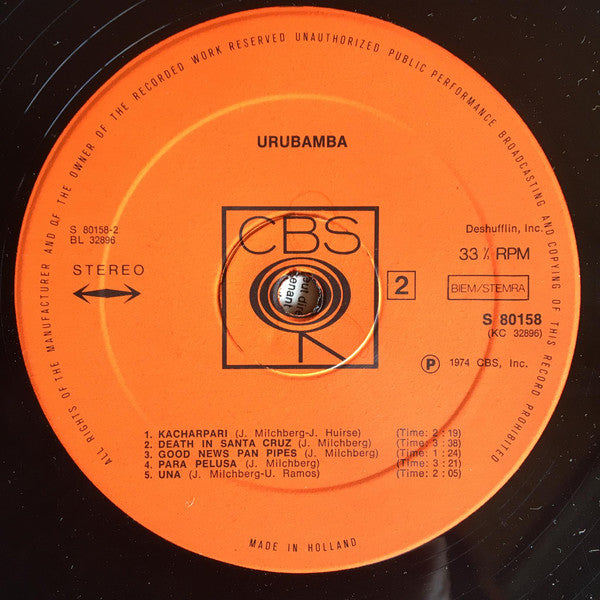 ALL RIGHTS OF THE MANUFACTURER AND OF THE OWNER OF THE RECORDED WORK RESERVED UNAUTHORIZED PUBLIC PERFORMANCE BROADCASTING AND COPYING OF THIS RECORD PROHIBITED
URUBAMBA
S 80158-2
BL 32896
STEREO
CBS
2
Deshufflin, Inc.
33 ⅓ RPM
BIEM/STEMRA
S 80158
(KC 32896)
Ⓟ 1974 CBS, Inc.
1. KACHARPARI (J. Milchberg-J. Huirse) (Time: 2 : 19)
2. DEATH IN SANTA CRUZ (J. Milchberg) (Time: 3 : 38)
3. GOOD NEWS PAN PIPES (J. Milchberg) (Time: 1 : 24)
4. PARA PELUSA (J. Milchberg) (Time: 3 : 21)
5. UNA (J. Milchberg-U. Ramos) (Time: 2 : 05)
MADE IN HOLLAND